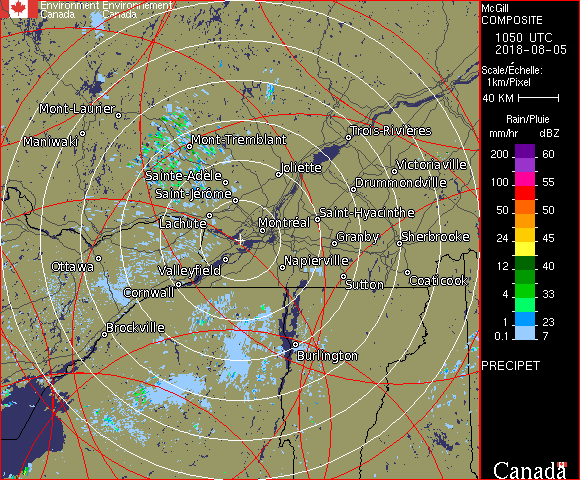 Environment Environnement
Canada Canada
McGill
COMPOSITE
1050 UTC
2018-08-05
Scale/Échelle:
1km/Pixel
40 KM
Rain/Pluie
mm/hr dBZ
200 60
155
100 55
50 50
24 45
12 40
4 33
1 23
0.1 7
PRECIPET
Canada
Mont-Laurier
Maniwaki
Mont-Tremblant
Trois-Rivières
Sainte-Adèle
Joliette
Victoriaville
Saint-Jérôme
Drummondville
Lachute
Montréal
Saint-Hyacinthe
Granby
Sherbrooke
Ottawa
Valleyfield
Napierville
Cornwall
Sutton
Coaticook
Brockville
Burlington